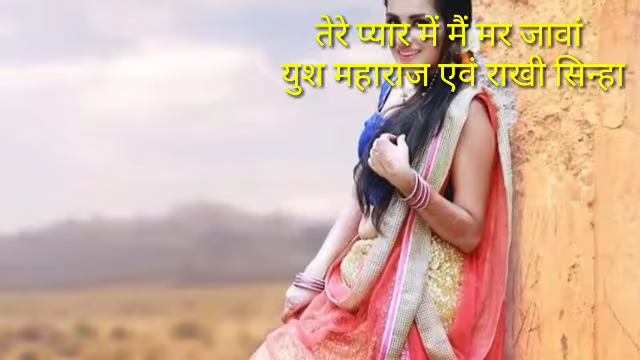 तेरे प्यार में मैं मर जावां
युश महाराज एवं राखी सिन्हा